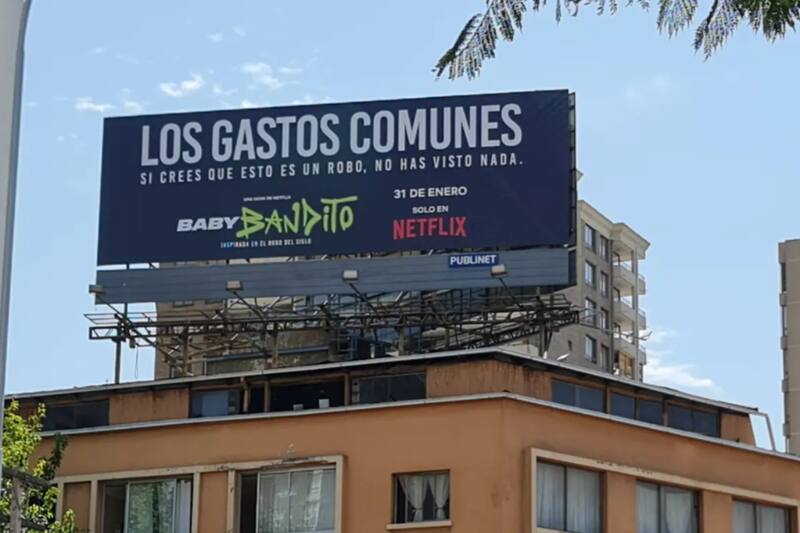 LOS GASTOS COMUNES
SI CREES QUE ESTO ES UN ROBO, NO HAS VISTO NADA.
UNA SERIE DE NETFLIX
BABY BANDITO
INSPIRADA EN EL ROBO DEL SIGLO
31 DE ENERO
SOLO EN
NETFLIX
PUBLINET